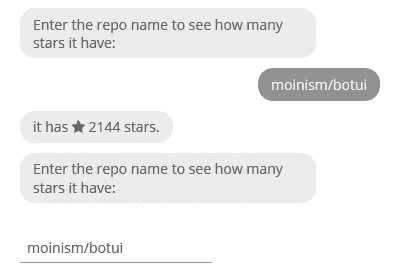 Enter the repo name to see how many
stars it have:
moinism/botui
it has ★ 2144 stars.
Enter the repo name to see how many
stars it have:
moinism/botui